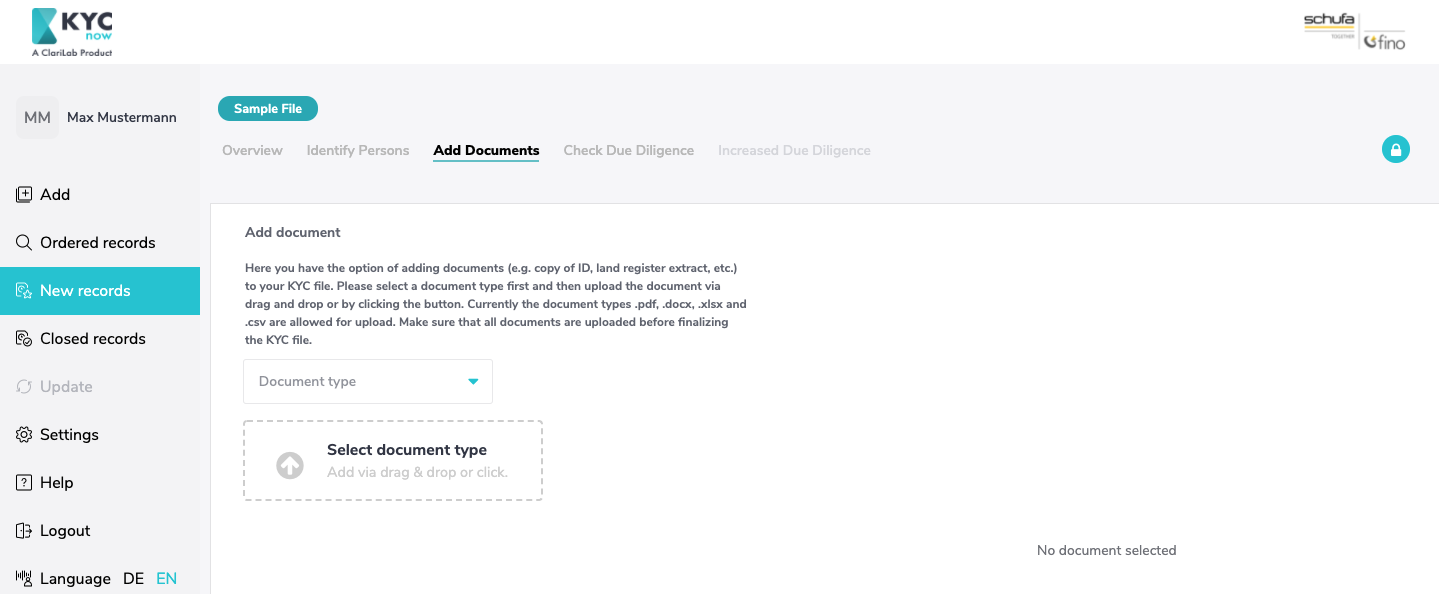 KYC
now
A ClariLab Product
schufa
TOGETHER
fino
MM Max Mustermann
Add
Ordered records
New records
Closed records
Update
Settings
Help
Logout
Language DE EN
Sample File
Overview Identify Persons Add Documents Check Due Diligence Increased Due Diligence
Add document
Here you have the option of adding documents (e.g. copy of ID, land register extract, etc.)
to your KYC file. Please select a document type first and then upload the document via
drag and drop or by clicking the button. Currently the document types .pdf, .docx, .xlsx and
.csv are allowed for upload. Make sure that all documents are uploaded before finalizing
the KYC file.
Document type
Select document type
Add via drag & drop or click.
No document selected